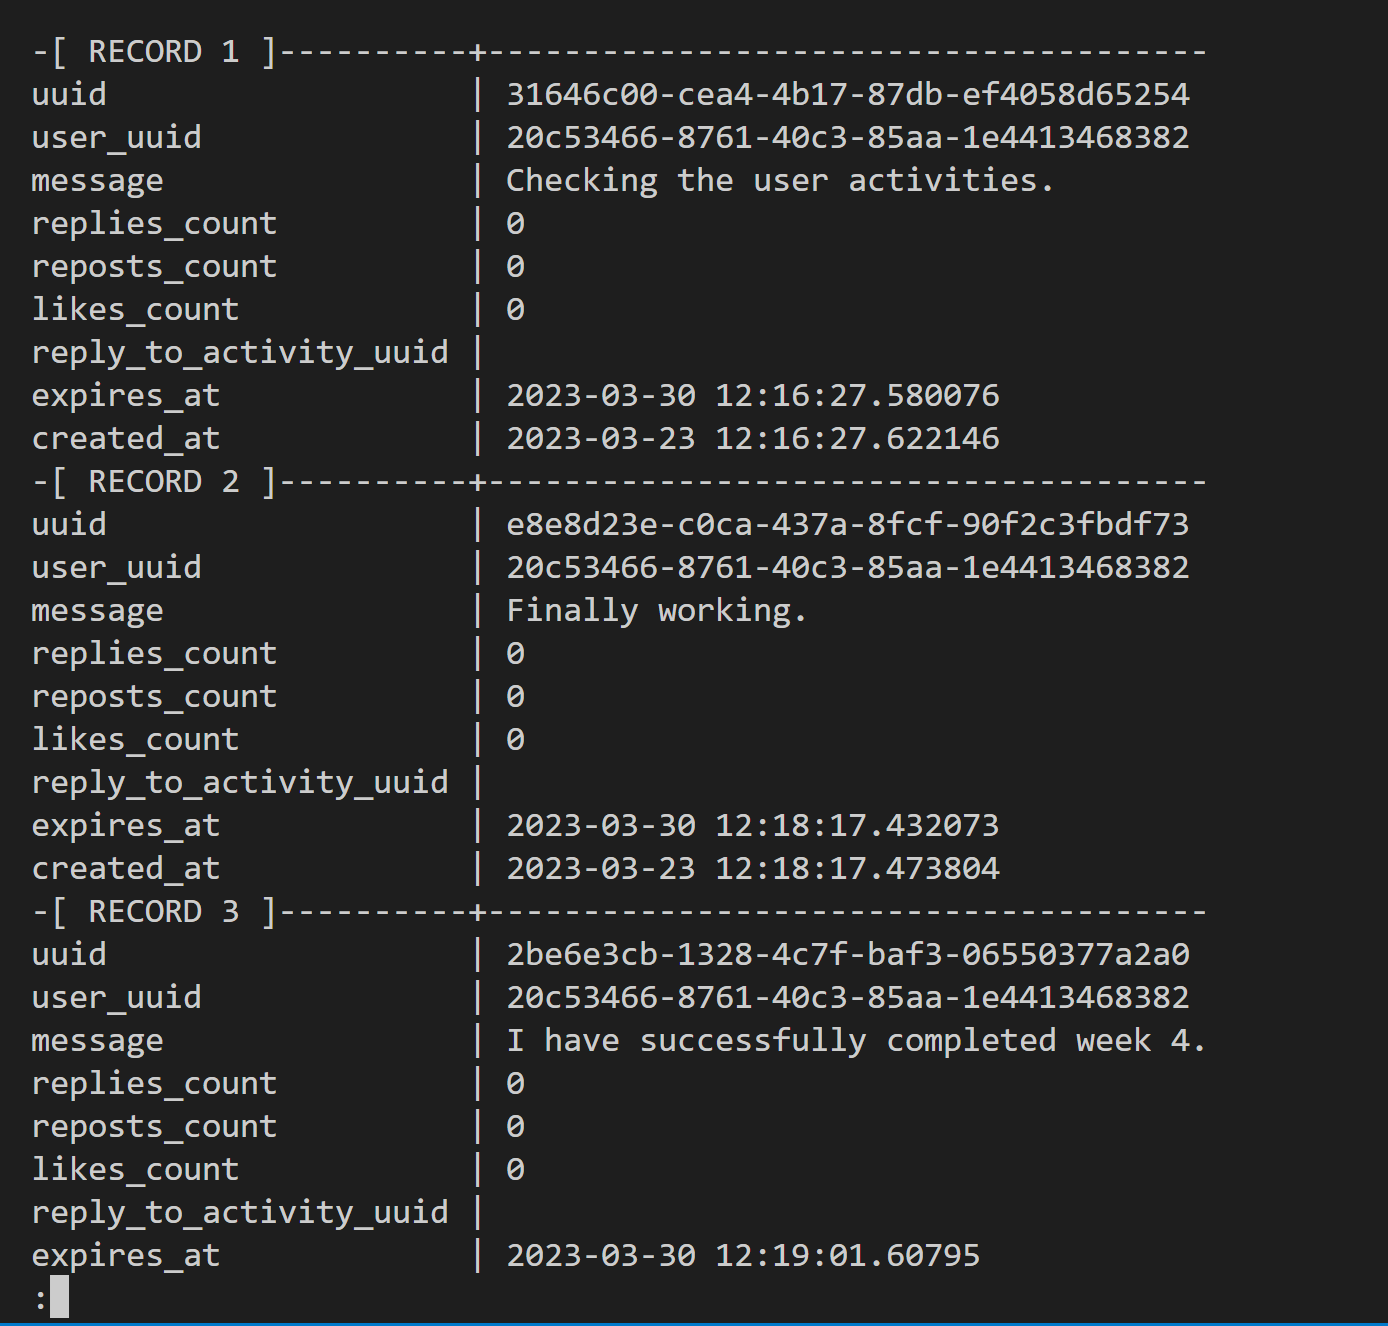 -[ RECORD 1 ]----------+--------------------------------------
uuid                   | 31646c00-cea4-4b17-87db-ef4058d65254
user_uuid              | 20c53466-8761-40c3-85aa-1e4413468382
message                | Checking the user activities.
replies_count          | 0
reposts_count          | 0
likes_count            | 0
reply_to_activity_uuid |
expires_at             | 2023-03-30 12:16:27.580076
created_at             | 2023-03-23 12:16:27.622146
-[ RECORD 2 ]----------+--------------------------------------
uuid                   | e8e8d23e-c0ca-437a-8fcf-90f2c3fbdf73
user_uuid              | 20c53466-8761-40c3-85aa-1e4413468382
message                | Finally working.
replies_count          | 0
reposts_count          | 0
likes_count            | 0
reply_to_activity_uuid |
expires_at             | 2023-03-30 12:18:17.432073
created_at             | 2023-03-23 12:18:17.473804
-[ RECORD 3 ]----------+--------------------------------------
uuid                   | 2be6e3cb-1328-4c7f-baf3-06550377a2a0
user_uuid              | 20c53466-8761-40c3-85aa-1e4413468382
message                | I have successfully completed week 4.
replies_count          | 0
reposts_count          | 0
likes_count            | 0
reply_to_activity_uuid |
expires_at             | 2023-03-30 12:19:01.60795
: